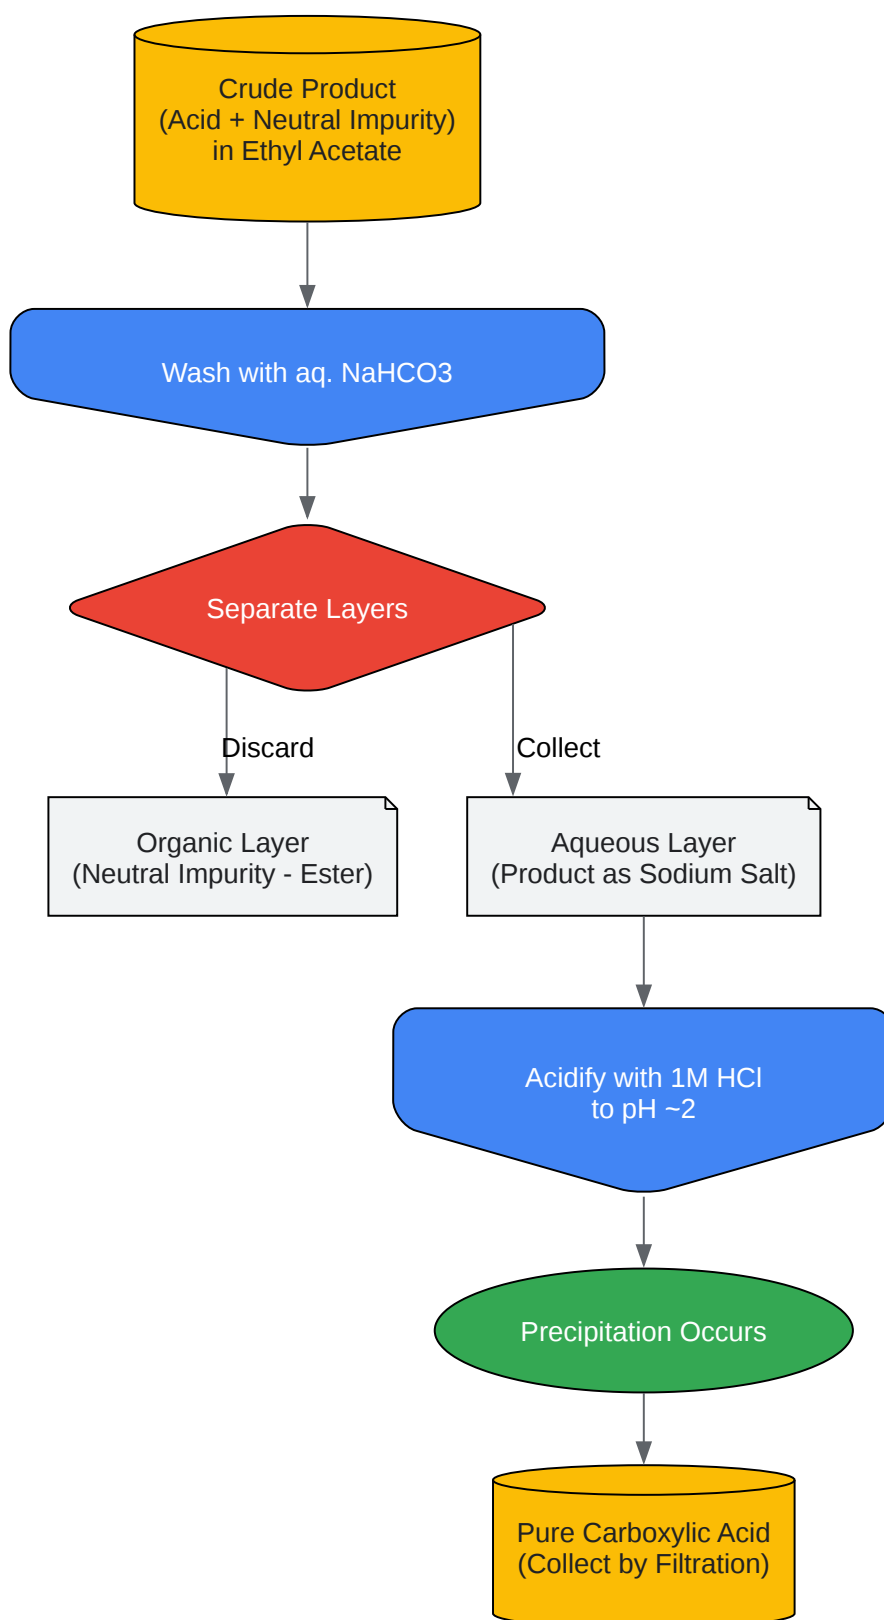 Crude Product
(Acid + Neutral Impurity)
in Ethyl Acetate
Wash with aq. NaHCO3
Separate Layers
Discard
Collect
Organic Layer
(Neutral Impurity - Ester)
Aqueous Layer
(Product as Sodium Salt)
Acidify with 1M HCl
to pH ~2
Precipitation Occurs
Pure Carboxylic Acid
(Collect by Filtration)